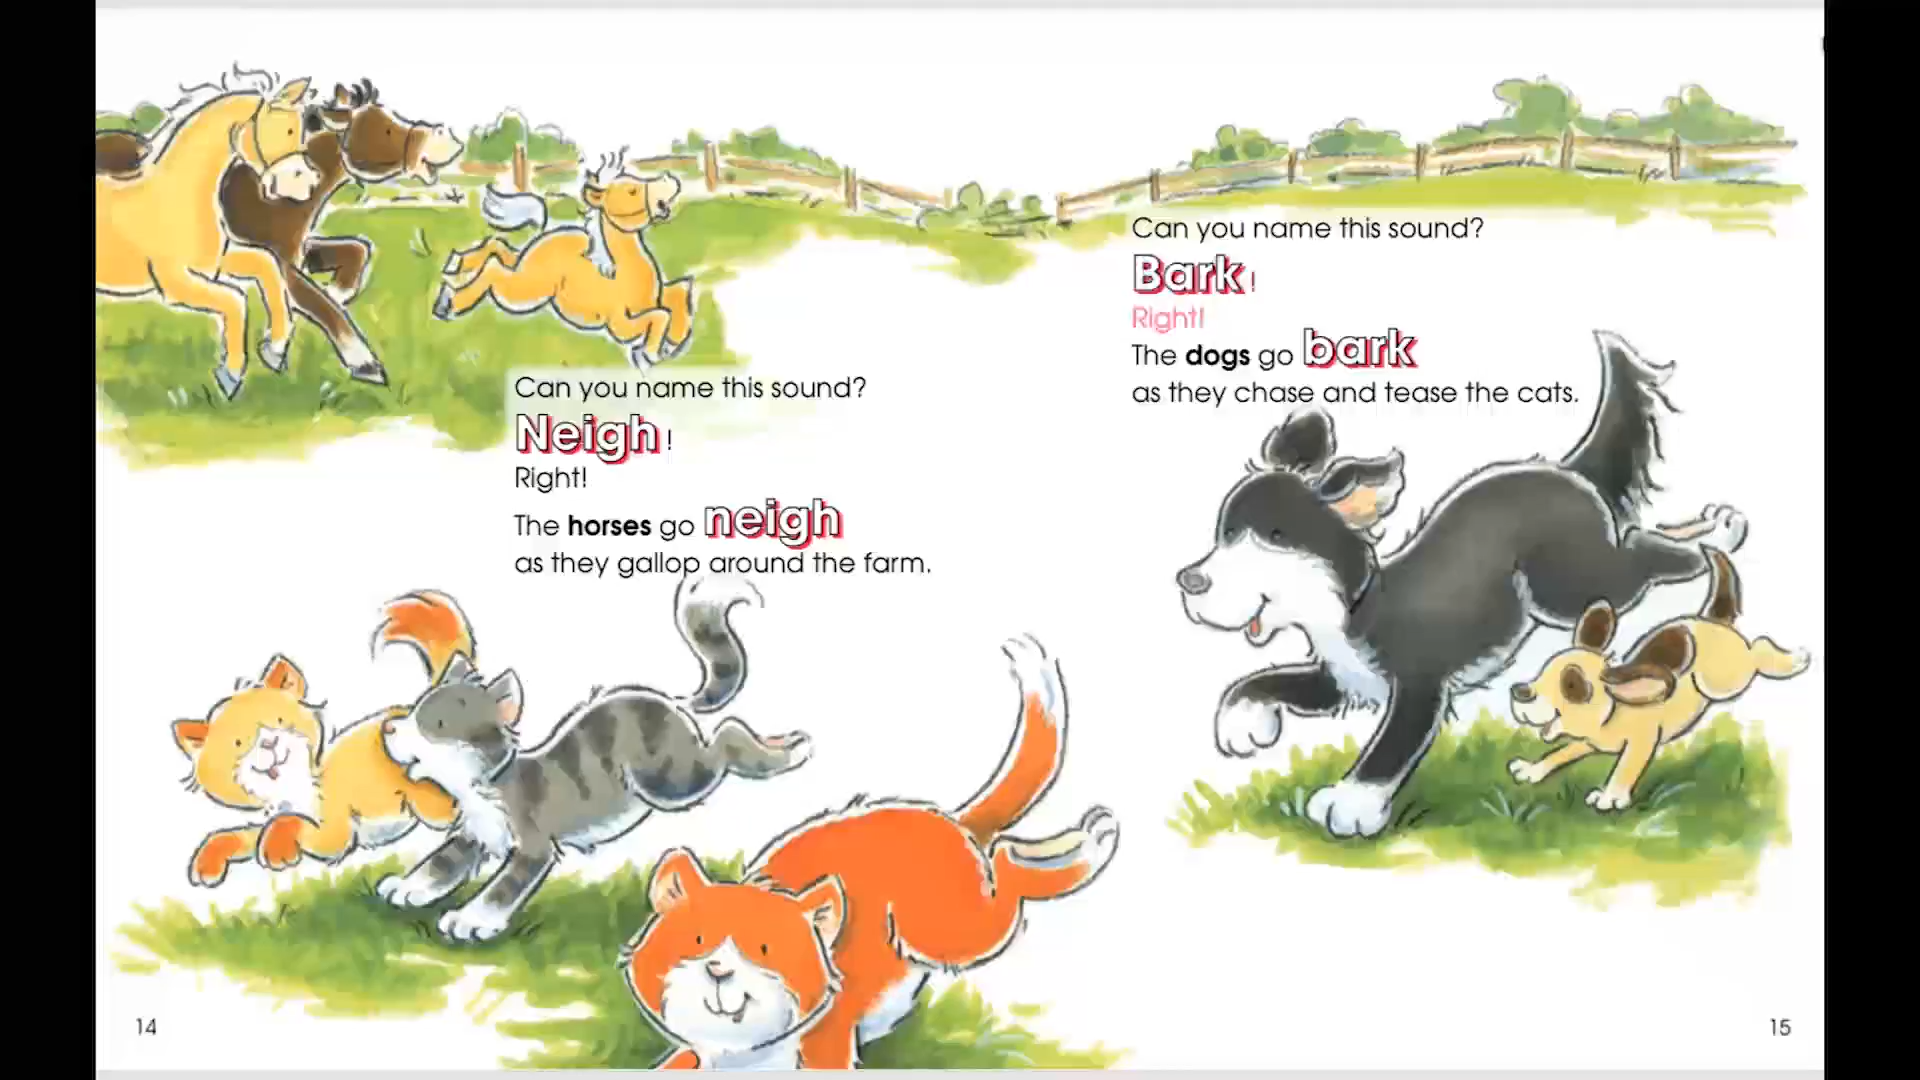 Can you name this sound?
Neigh!
Right!
The horses go neigh
as they gallop around the farm.
14
Can you name this sound?
Bark!
Right!
The dogs go bark
as they chase and tease the cats.
15